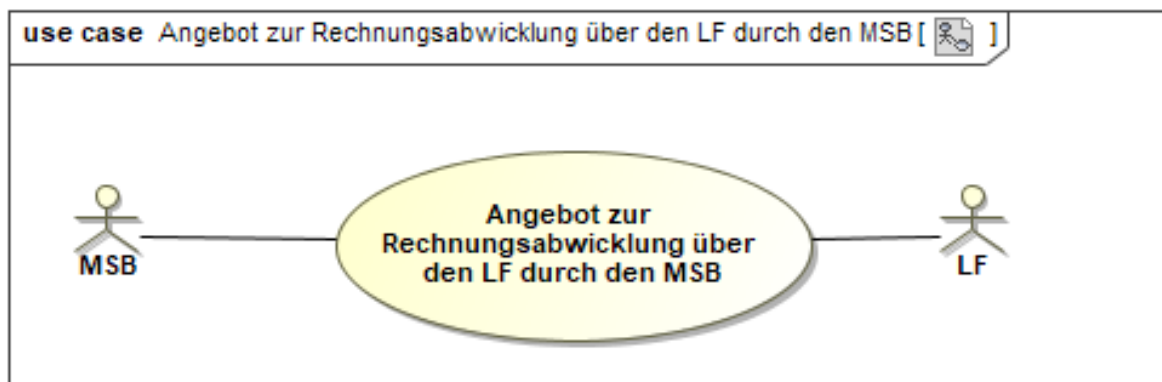 use case Angebot zur Rechnungsabwicklung über den LF durch den MSB [ ]
Angebot zur
Rechnungsabwicklung über
den LF durch den MSB
MSB
LF